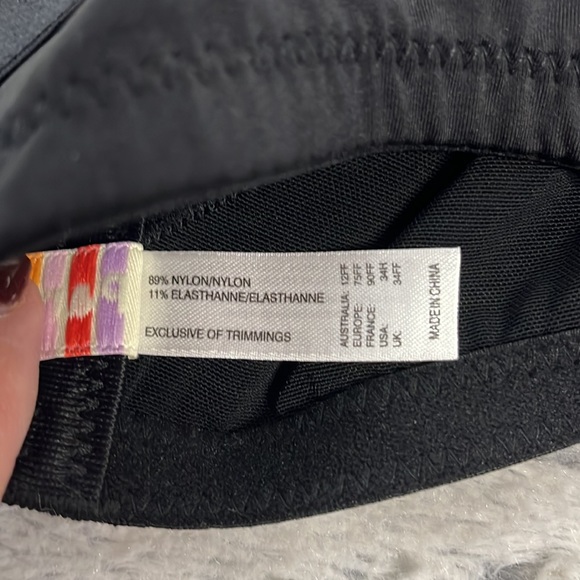 89% NYLON/NYLON
11% ELASTHANNE/ELASTHANNE
EXCLUSIVE OF TRIMMINGS
AUSTRALIA: 12FF
EUROPE: 75FF
FRANCE: 90FF
USA: 34H
UK: 34FF
MADE IN CHINA